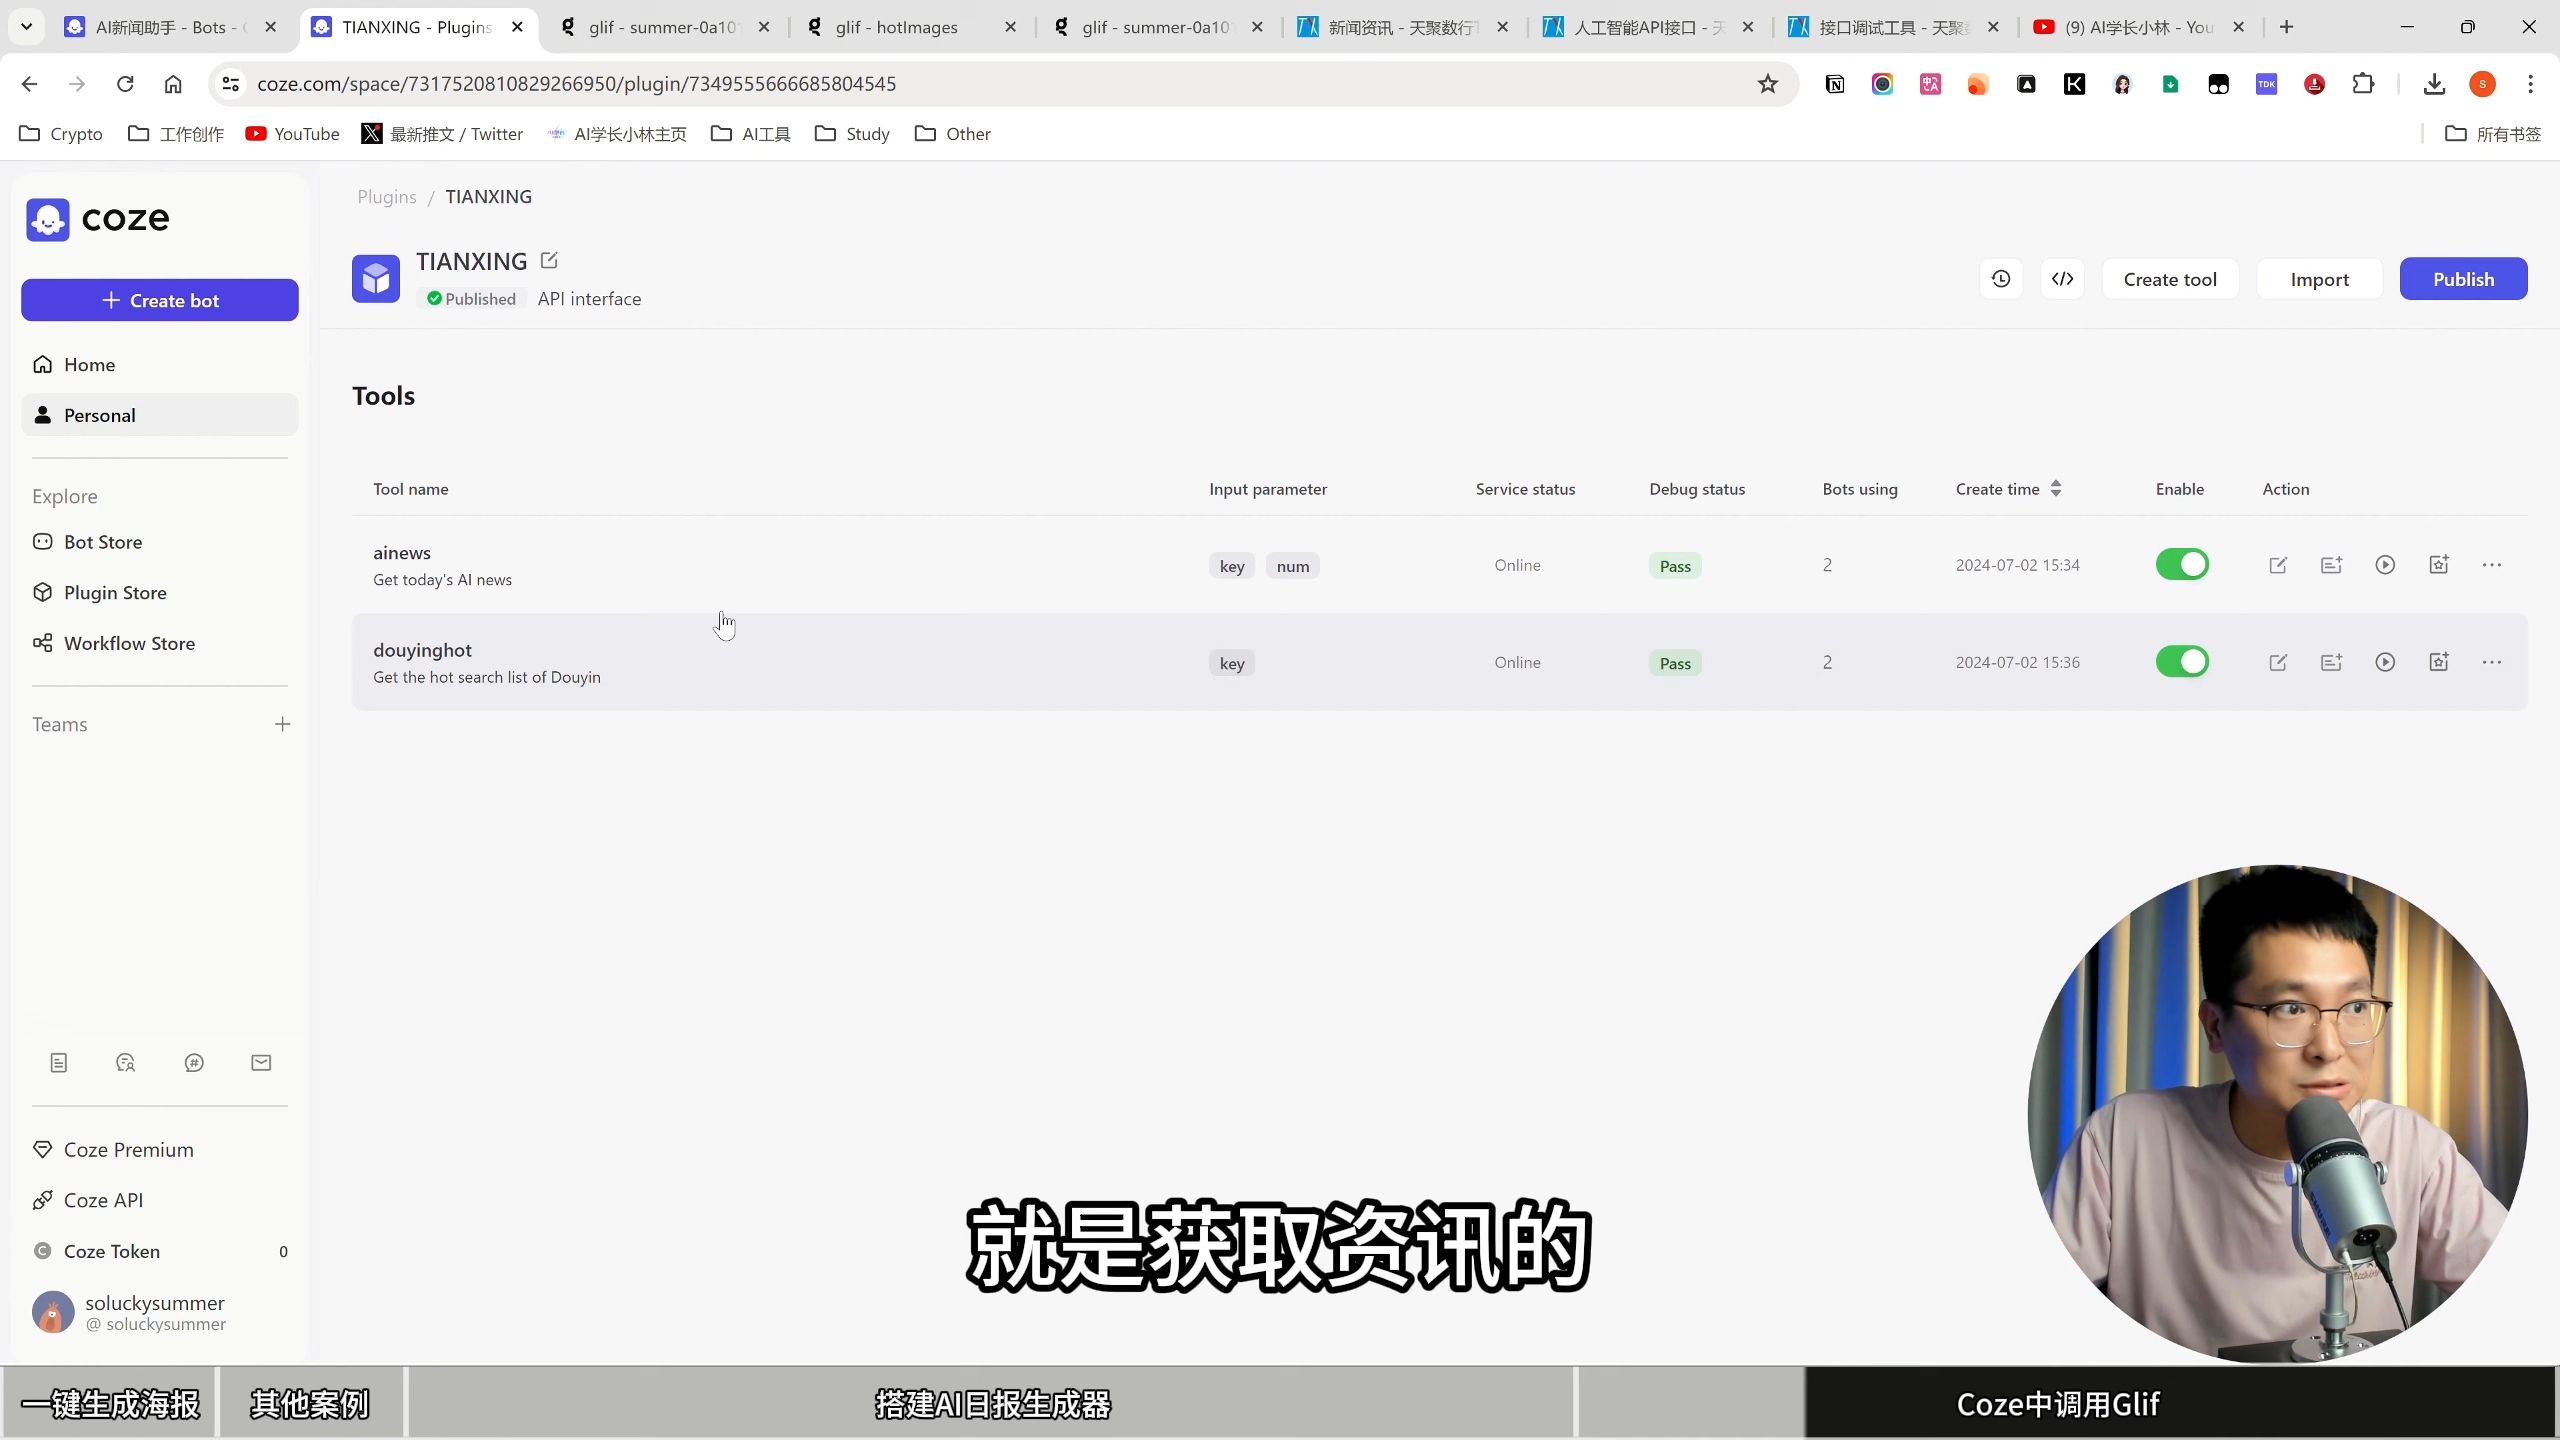 AI新闻助手 - Bots -
TIANXING - Plugins
glif - summer-0a10
glif - hotImages
glif - summer-0a10
新闻资讯 - 天聚数行
人工智能API接口 - 天
接口调试工具 - 天聚
(9) AI学长小林 - You
coze.com/space/7317520810829266950/plugin/7349555666685804545
Crypto
工作创作
YouTube
最新推文 / Twitter
AI学长小林主页
AI工具
Study
Other
所有书签
TDK
coze
Create bot
Home
Personal
Explore
Bot Store
Plugin Store
Workflow Store
Teams
Coze Premium
Coze API
Coze Token 0
soluckysummer
@ soluckysummer
Plugins / TIANXING
TIANXING
Published API interface
Create tool
Import
Publish
Tools
Tool name Input parameter Service status Debug status Bots using Create time Enable Action
ainews
Get today's AI news
key num Online Pass 2 2024-07-02 15:34
douyinghot
Get the hot search list of Douyin
key Online Pass 2 2024-07-02 15:36
就是获取资讯的
一键生成海报
其他案例
搭建AI日报生成器
Coze中调用Glif